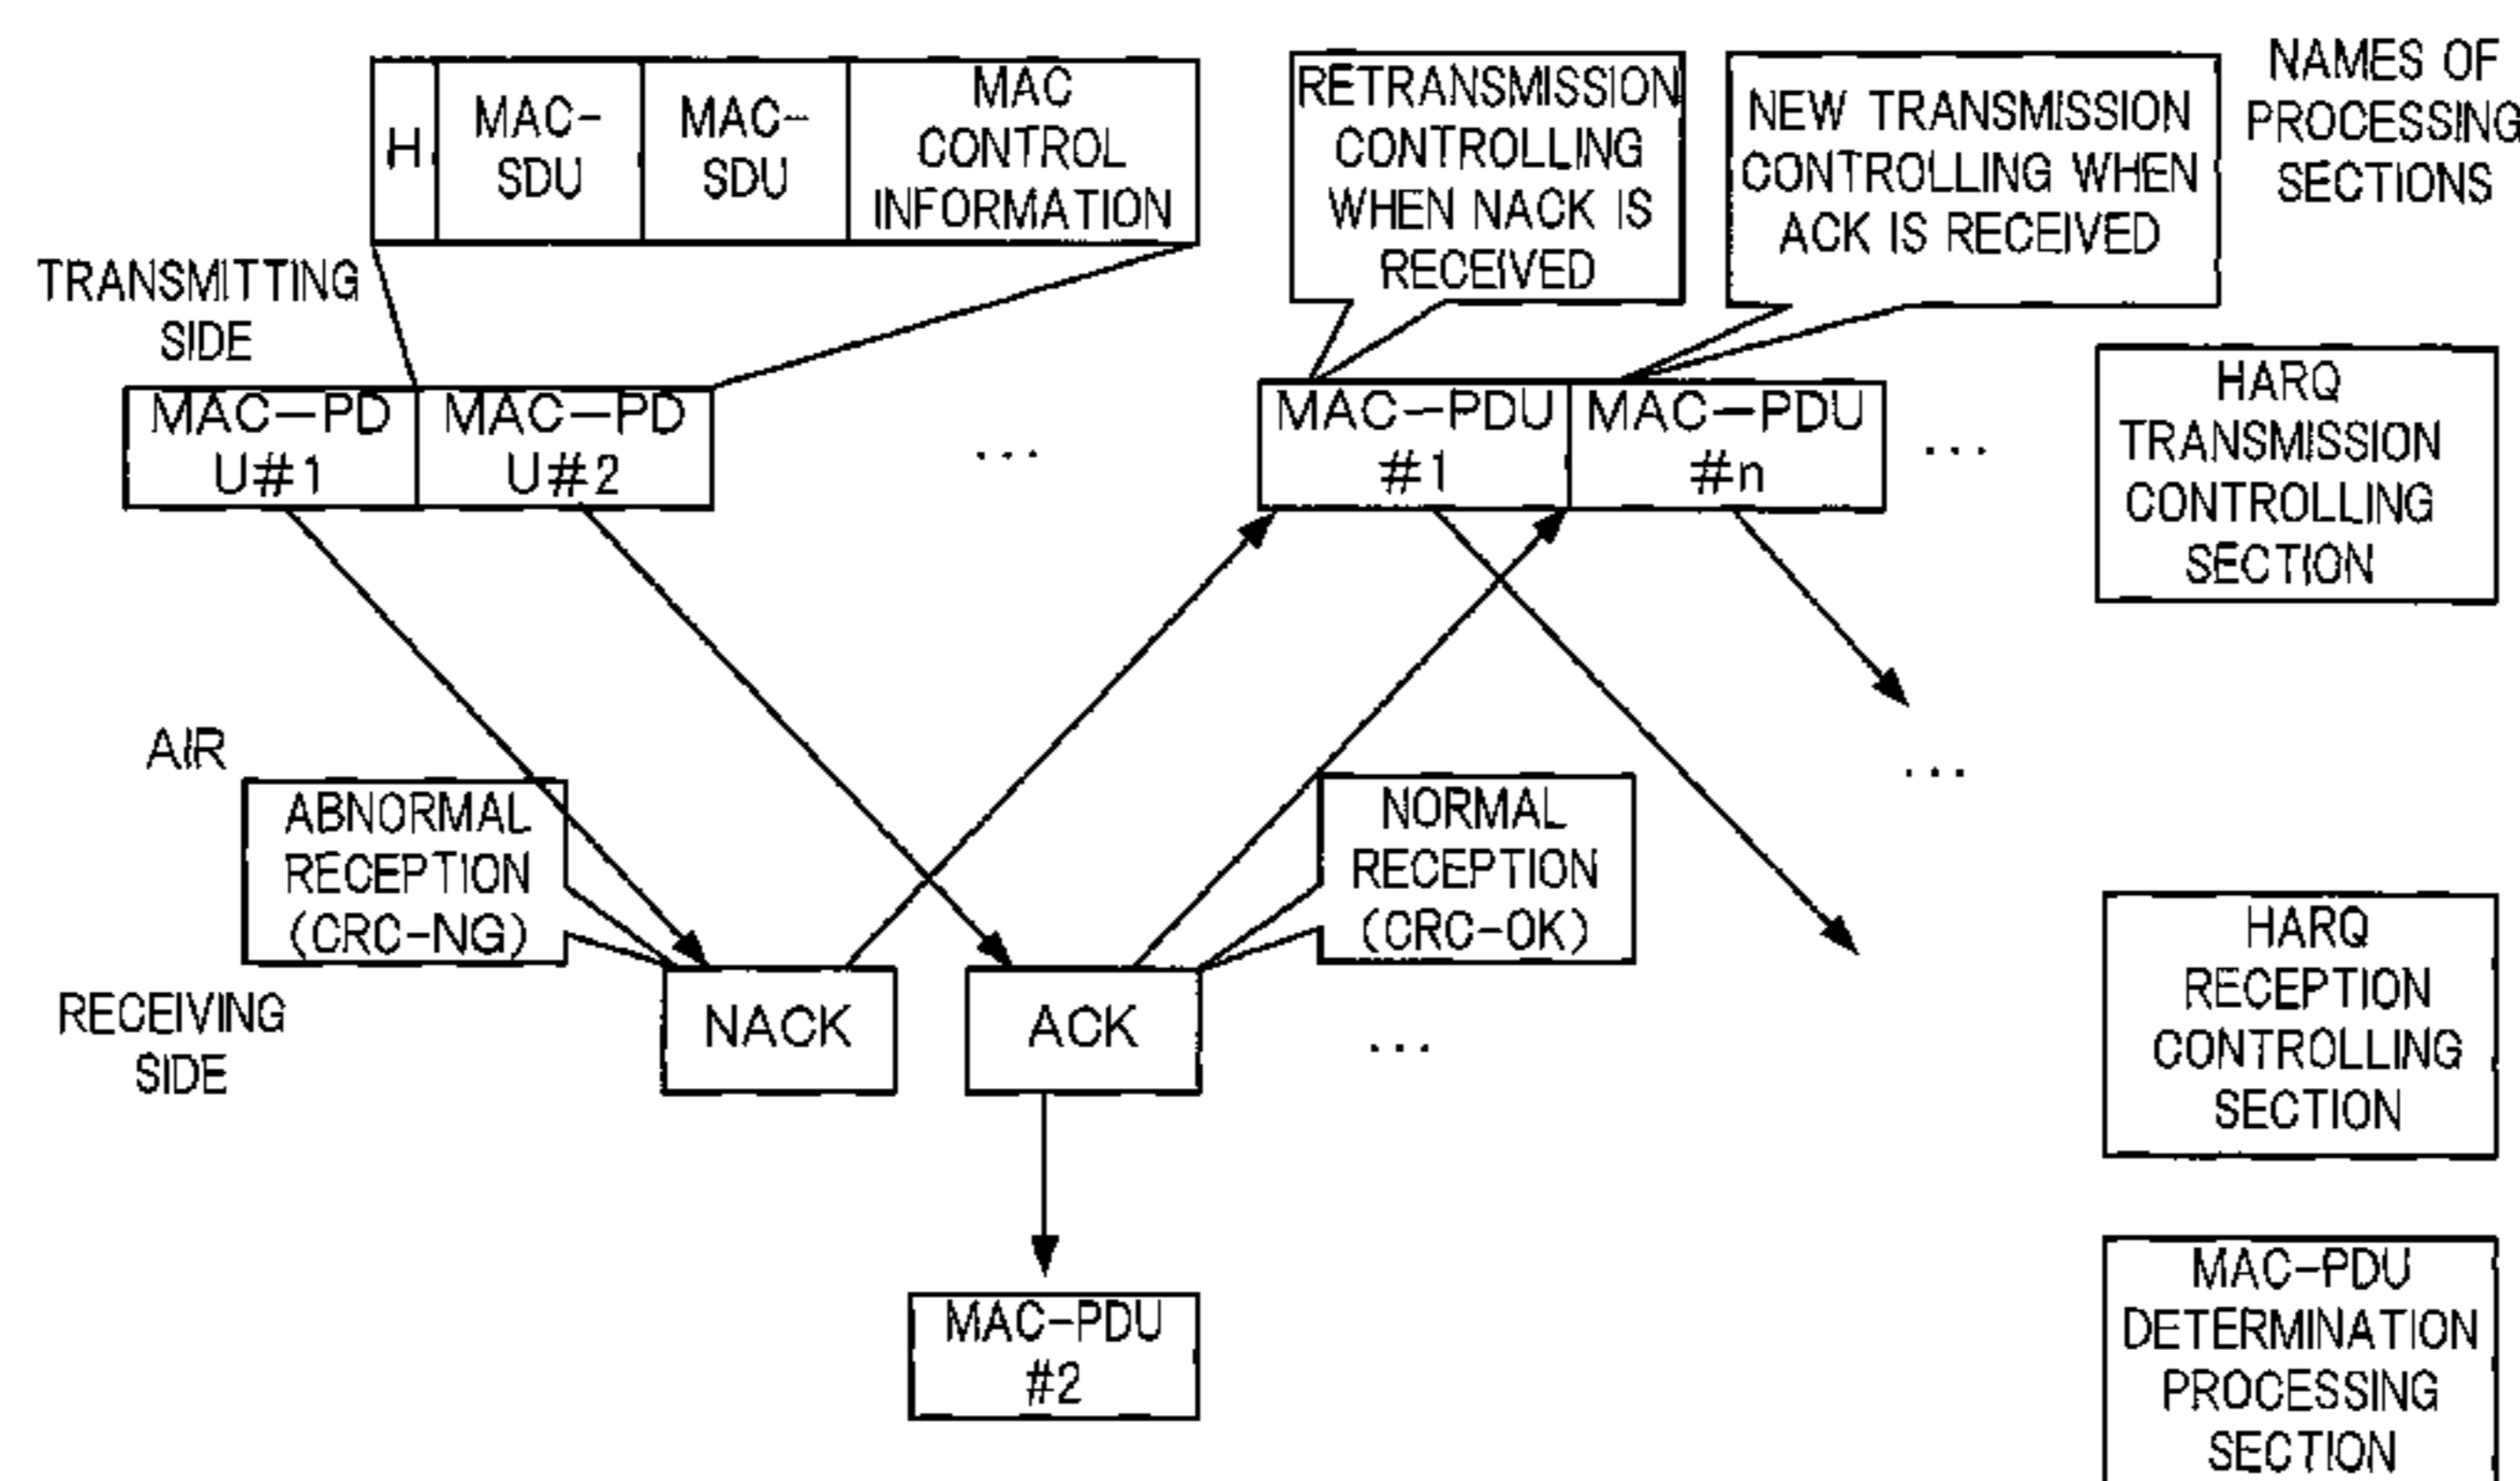 H
MAC-
SDU
MAC-
SDU
MAC
CONTROL
INFORMATION
RETRANSMISSION
CONTROLLING
WHEN NACK IS
RECEIVED
NEW TRANSMISSION
CONTROLLING WHEN
ACK IS RECEIVED
NAMES OF
PROCESSING
SECTIONS
TRANSMITTING
SIDE
MAC-PD
U#1
MAC-PD
U#2
...
MAC-PDU
#1
MAC-PDU
#n
...
HARQ
TRANSMISSION
CONTROLLING
SECTION
AIR
ABNORMAL
RECEPTION
(CRC-NG)
NORMAL
RECEPTION
(CRC-OK)
...
RECEIVING
SIDE
NACK
ACK
...
HARQ
RECEPTION
CONTROLLING
SECTION
MAC-PDU
#2
MAC-PDU
DETERMINATION
PROCESSING
SECTION